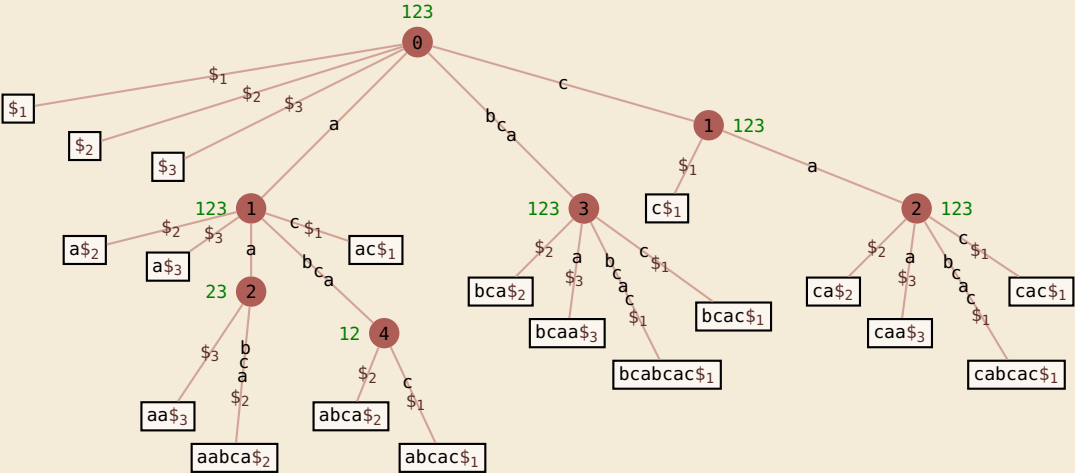 123
0
$₁
$₂
$₃
a
bca
c
$₁
$₂
$₃
123
1
1
123
$₁
a
c$₁
$₂
$₃
a
bca
c$₁
a$₂
a$₃
ac$₁
123
3
2
123
$₂
a$₃
bcac$₁
c$₁
$₂
a$₃
bcac$₁
c$₁
23
2
bca$₂
bcaa$₃
bcabcac$₁
bcac$₁
ca$₂
caa$₃
cabcac$₁
cac$₁
12
4
$₃
bca$₂
$₂
c$₁
aa$₃
aabca$₂
abca$₂
abcac$₁